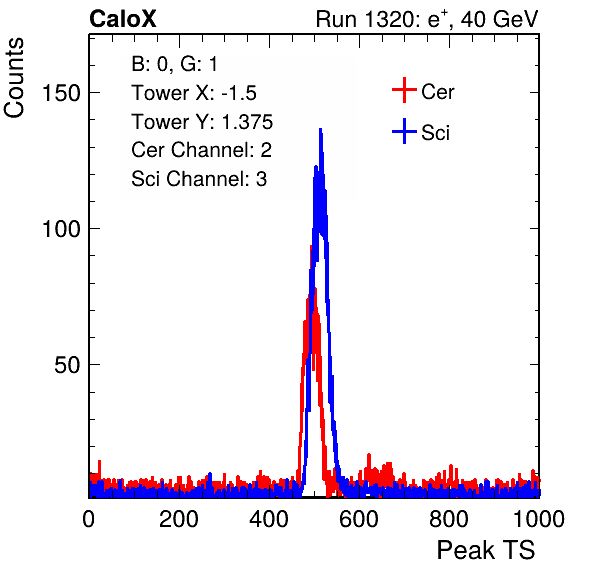 CaloX Run 1320: e⁺, 40 GeV
Counts
B: 0, G: 1
Tower X: -1.5
Tower Y: 1.375
Cer Channel: 2
Sci Channel: 3
Cer
Sci
150
100
50
0 200 400 600 800 1000
Peak TS